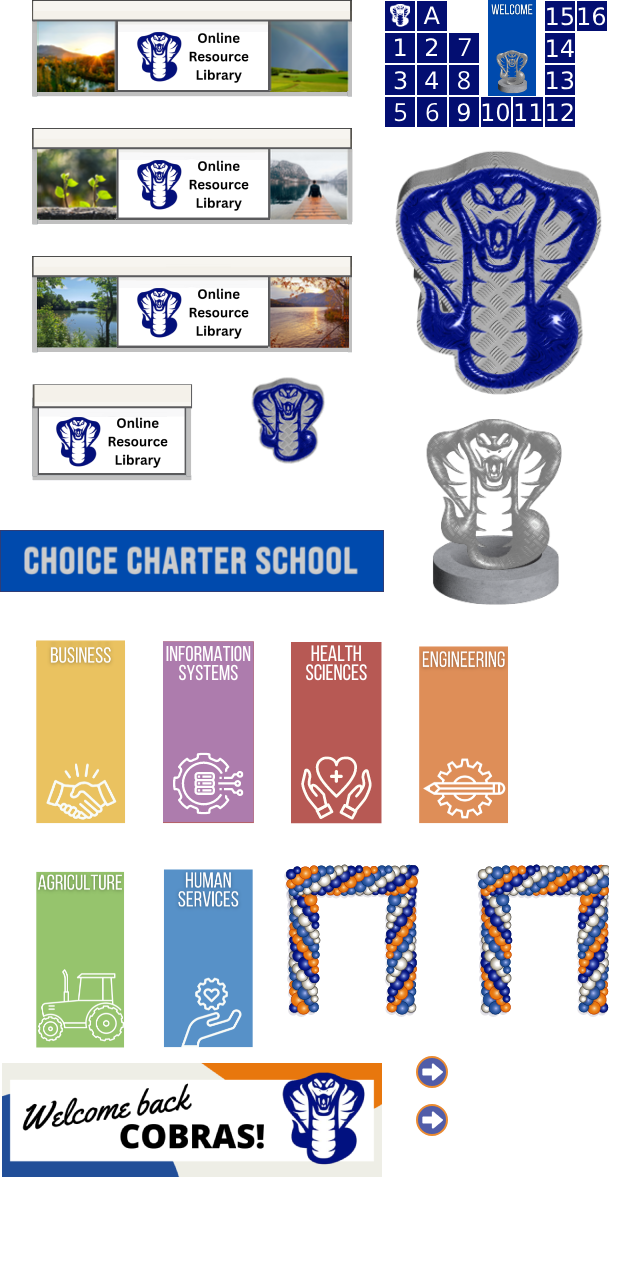 Online
Resource
Library
A
WELCOME
15 16
1 2 7
14
3 4 8
13
5 6 9 10 11 12
Online
Resource
Library
Online
Resource
Library
Online
Resource
Library
CHOICE CHARTER SCHOOL
BUSINESS
INFORMATION
SYSTEMS
HEALTH
SCIENCES
ENGINEERING
AGRICULTURE
HUMAN
SERVICES
Welcome back
COBRAS!